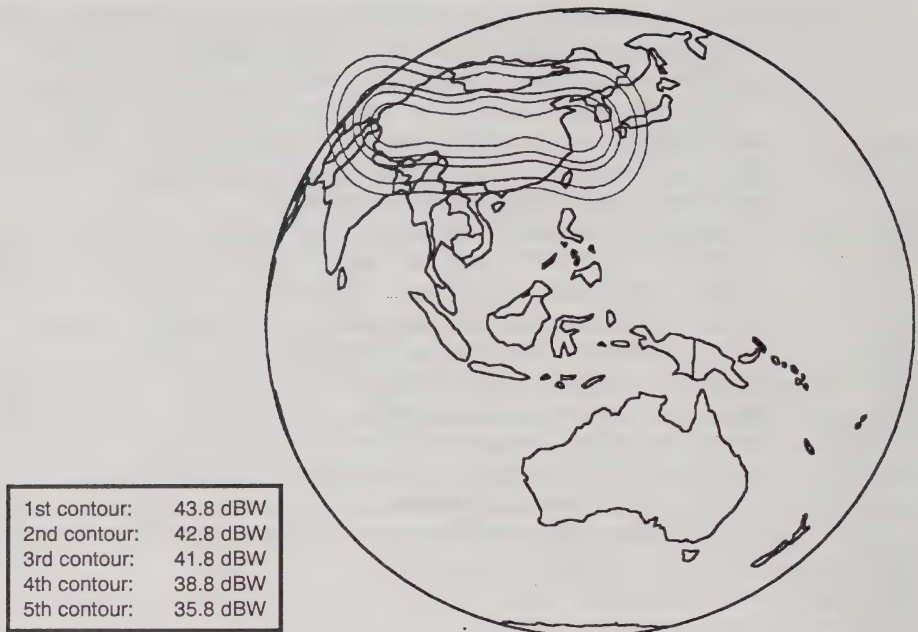 1st contour: 43.8 dBW
2nd contour: 42.8 dBW
3rd contour: 41.8 dBW
4th contour: 38.8 dBW
5th contour: 35.8 dBW